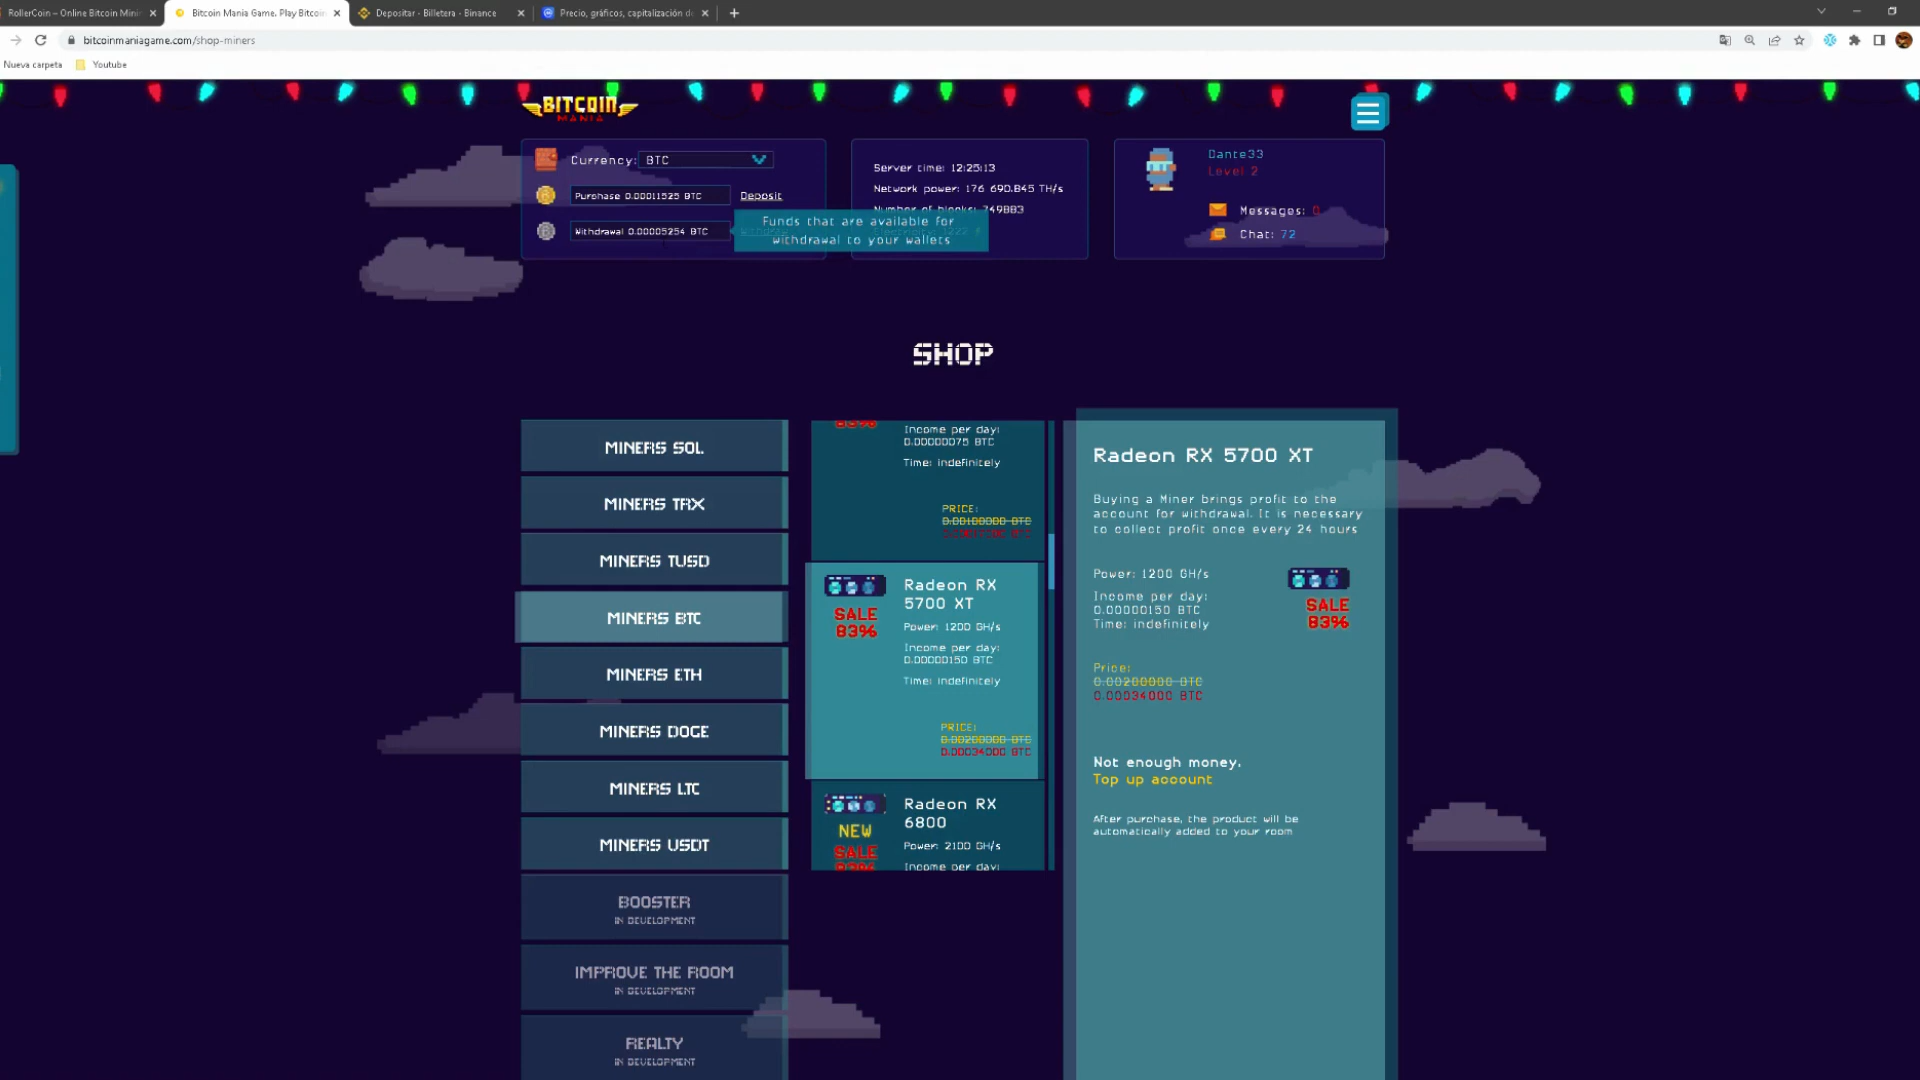 RollerCoin – Online Bitcoin Mini
Bitcoin Mania Game. Play Bitcoin
Depositar - Billetera - Binance
Precio, gráficos, capitalización d
bitcoinmaniagame.com/shop-miners
Nueva carpeta
Youtube
BITCOIN
MANIA
Currency:
BTC
Purchase 0.00011525 BTC
Deposit
Withdrawal 0.00005254 BTC
Funds that are available for
withdrawal to your wallets
Server time: 12:25:13
Network power: 176 690.845 TH/s
Number of blocks: 749883
Dante33
Level 2
Messages: 0
Chat: 72
SHOP
MINERS SOL
MINERS TRX
MINERS TUSD
MINERS BTC
MINERS ETH
MINERS DOGE
MINERS LTC
MINERS USDT
BOOSTER
IN DEVELOPMENT
IMPROVE THE ROOM
IN DEVELOPMENT
REALTY
IN DEVELOPMENT
83%
Income per day:
0.00000075 BTC
Time: indefinitely
PRICE:
0.00100000 BTC
Radeon RX
5700 XT
SALE
83%
Power: 1200 GH/s
Income per day:
0.00000150 BTC
Time: indefinitely
PRICE:
0.00200000 BTC
0.00034000 BTC
Radeon RX
6800
NEW
SALE
83%
Power: 2100 GH/s
Income per day:
Radeon RX 5700 XT
Buying a Miner brings profit to the
account for withdrawal. It is necessary
to collect profit once every 24 hours
Power: 1200 GH/s
Income per day:
0.00000150 BTC
Time: indefinitely
SALE
83%
Price:
0.00200000 BTC
0.00034000 BTC
Not enough money.
Top up account
After purchase, the product will be
automatically added to your room